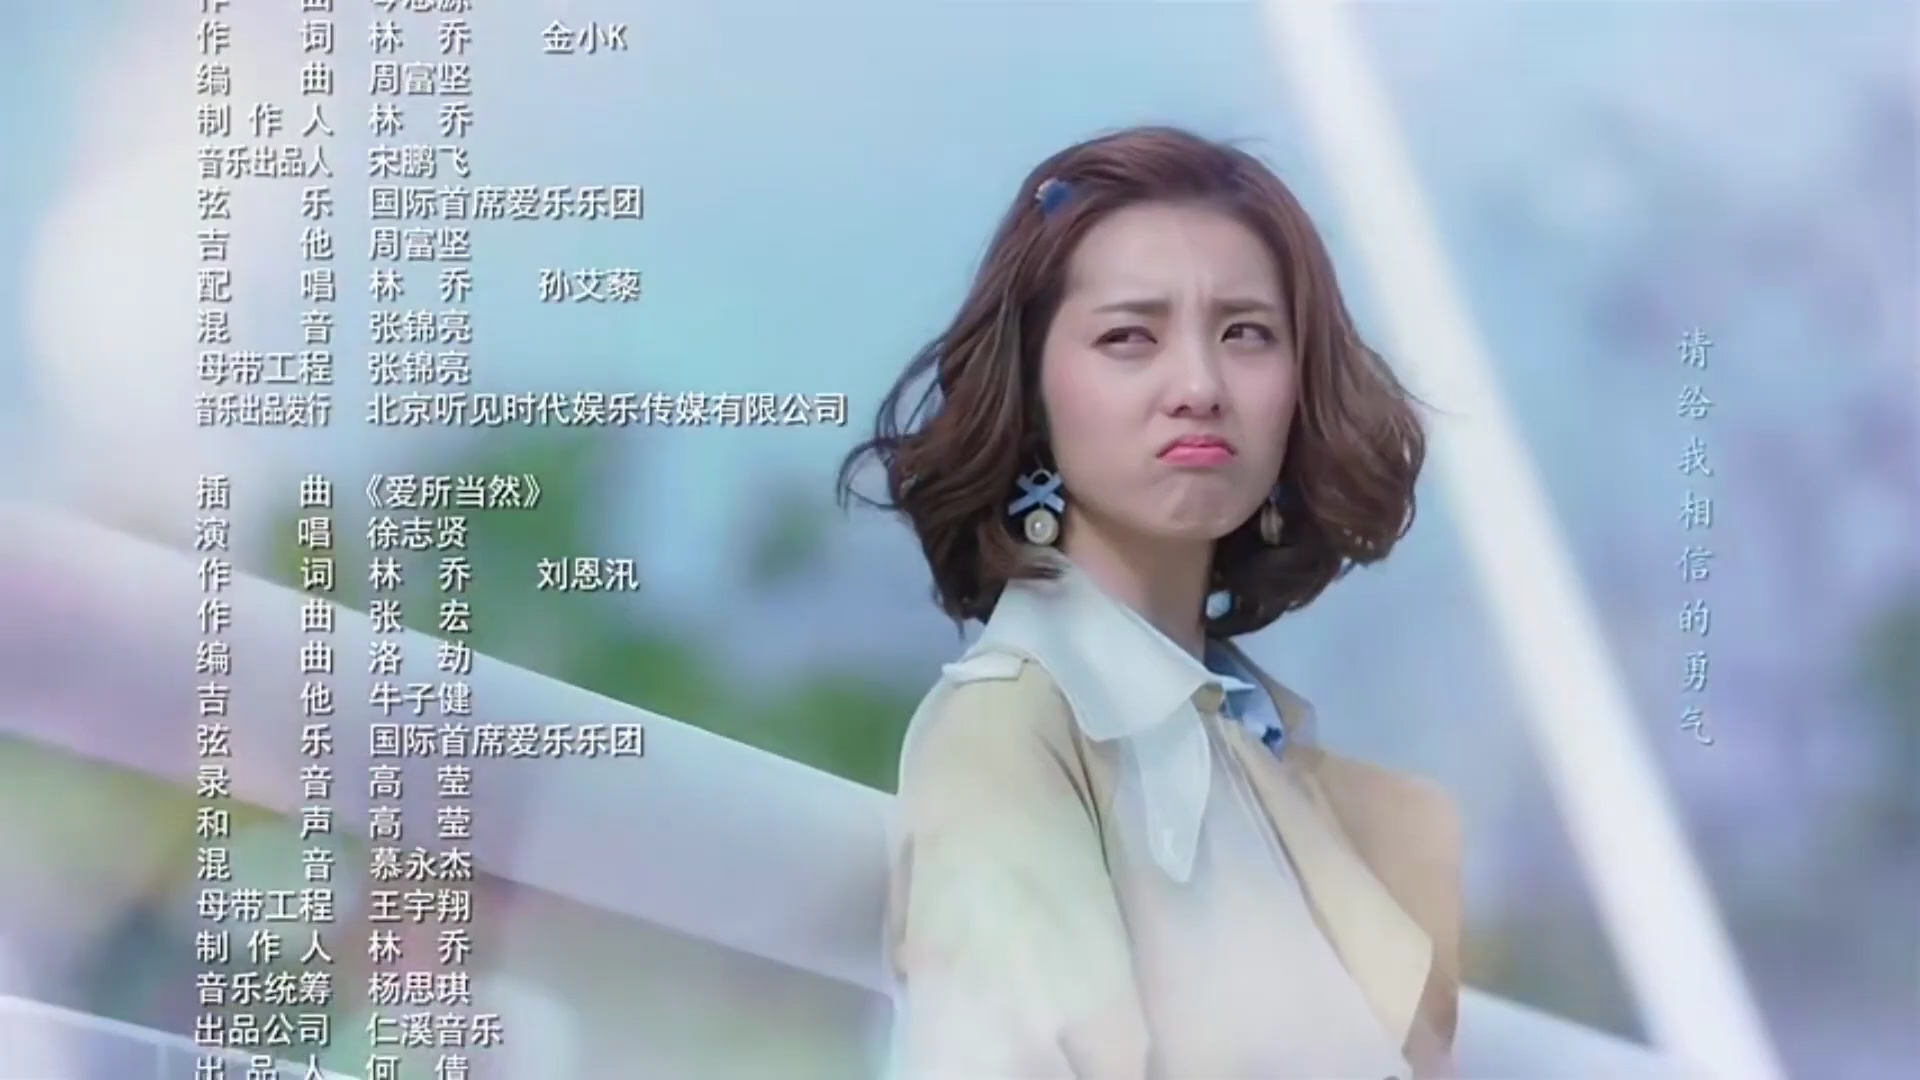 作 词 林 乔 金小K
编 曲 周富坚
制 作 人 林 乔
音乐出品人 宋鹏飞
弦 乐 国际首席爱乐乐团
吉 他 周富坚
配 唱 林 乔 孙艾藜
混 音 张锦亮
母带工程 张锦亮
音乐出品发行 北京听见时代娱乐传媒有限公司
插 曲 《爱所当然》
演 唱 徐志贤
作 词 林 乔 刘恩汛
作 曲 张 宏
编 曲 洛 劫
吉 他 牛子健
弦 乐 国际首席爱乐乐团
录 音 高 莹
和 声 高 莹
混 音 慕永杰
母带工程 王宇翔
制 作 人 林 乔
音乐统筹 杨思琪
出品公司 仁溪音乐
出 品 人 何 倩
请给我相信的勇气